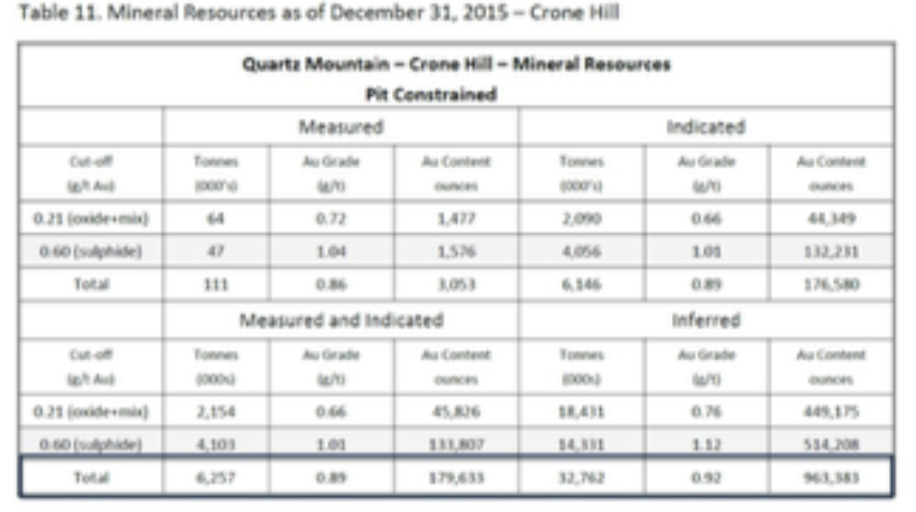 Table 11. Mineral Resources as of December 31, 2015 – Crone Hill
Quartz Mountain – Crone Hill – Mineral Resources
Pit Constrained
Measured Indicated
Cut-off Tonnes Au Grade Au Content Tonnes Au Grade Au Content
(g/t Au) (000's) (g/t) ounces (000's) (g/t) ounces
0.21 (oxide+mix) 64 0.72 1,477 2,090 0.66 44,349
0.60 (sulphide) 47 1.04 1,576 4,056 1.01 132,231
Total 111 0.86 3,053 6,146 0.89 176,580
Measured and Indicated Inferred
Cut-off Tonnes Au Grade Au Content Tonnes Au Grade Au Content
(g/t Au) (000s) (g/t) ounces (000s) (g/t) ounces
0.21 (oxide+mix) 2,154 0.66 45,826 18,431 0.76 449,175
0.60 (sulphide) 4,103 1.01 133,807 14,331 1.12 514,208
Total 6,257 0.89 179,633 32,762 0.92 963,383